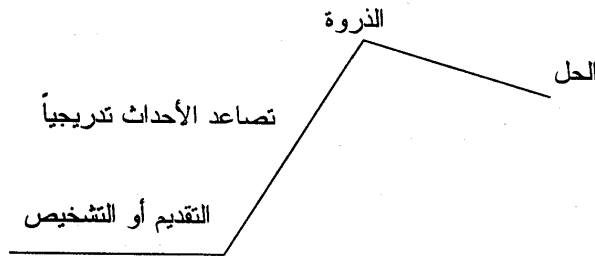 الذروة
الحل
تصاعد الأحداث تدريجياً
التقديم أو التشخيص